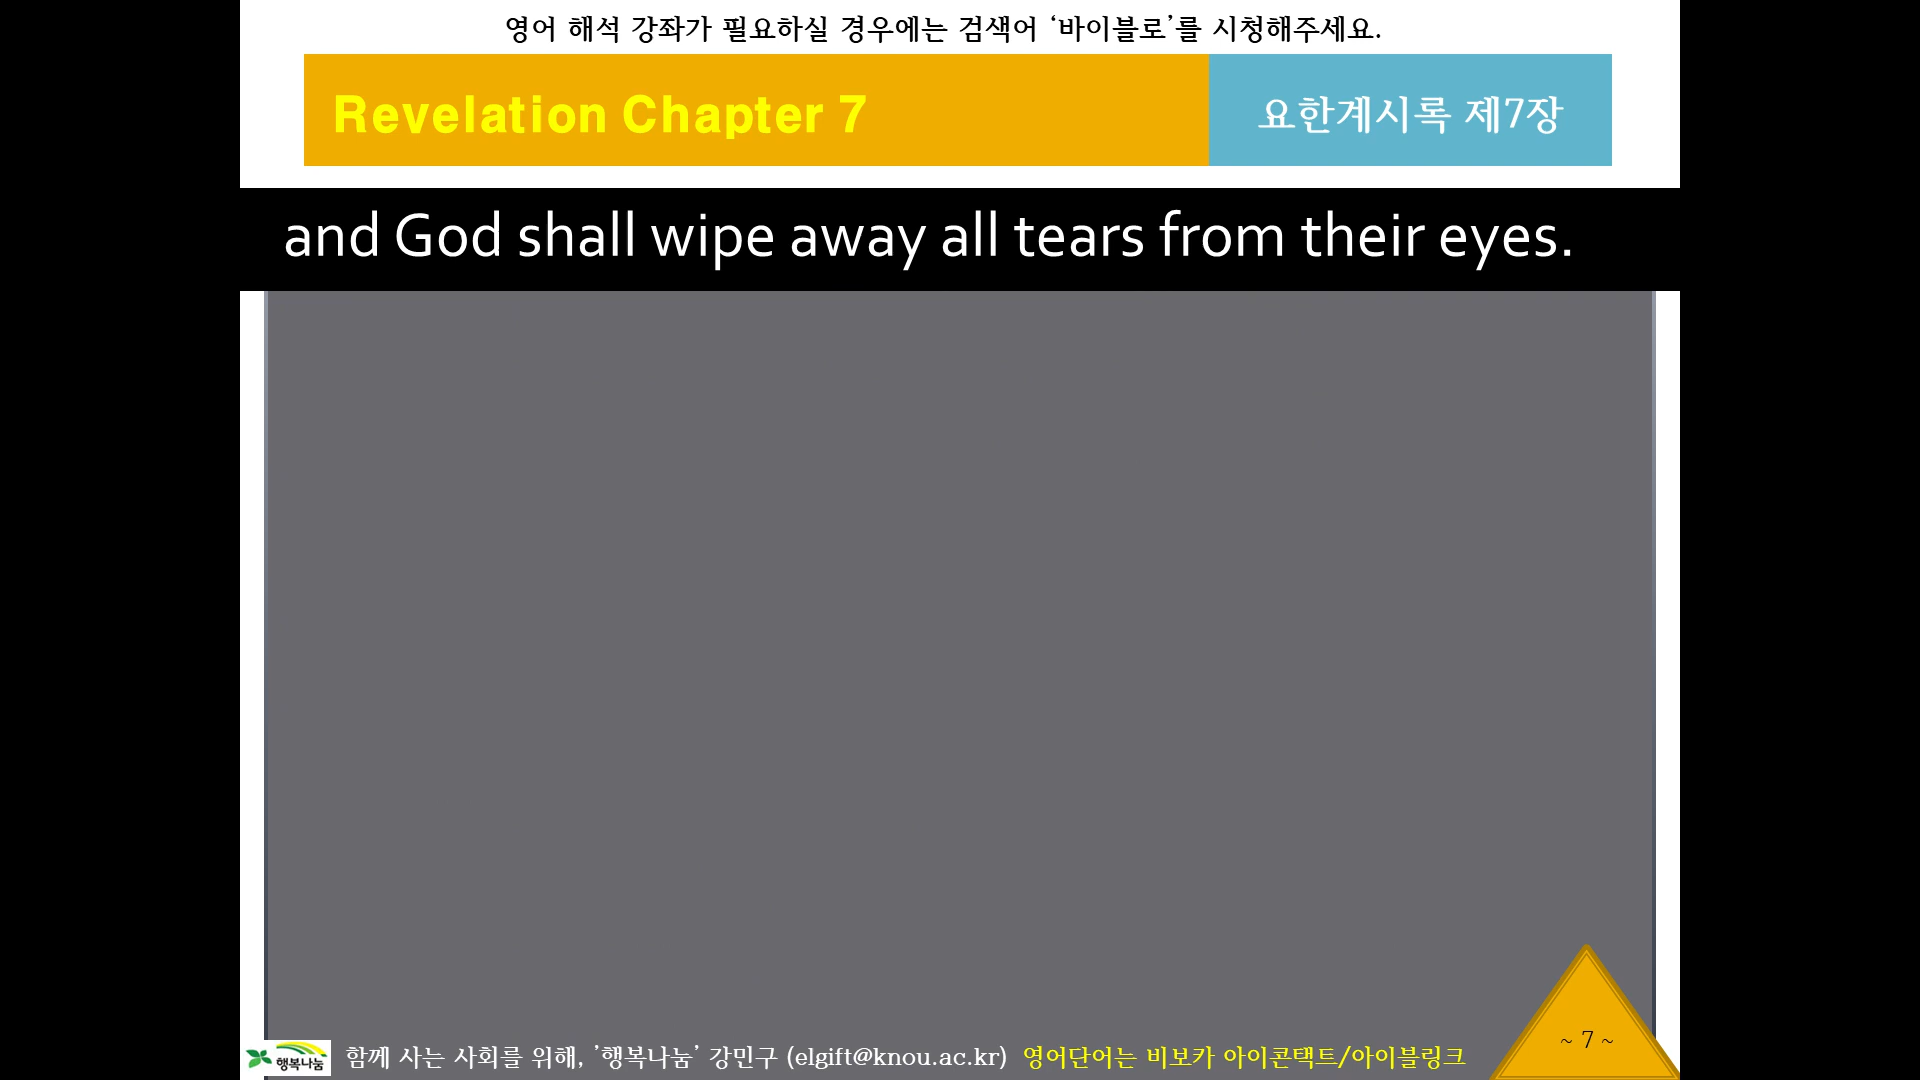 영어 해석 강좌가 필요하실 경우에는 검색어 ‘바이블로’를 시청해주세요.
Revelation Chapter 7
요한계시록 제7장
and God shall wipe away all tears from their eyes.
~ 7 ~
행복나눔
함께 사는 사회를 위해, ’행복나눔’ 강민구 (elgift@knou.ac.kr) 영어단어는 비보카 아이콘택트/아이블링크